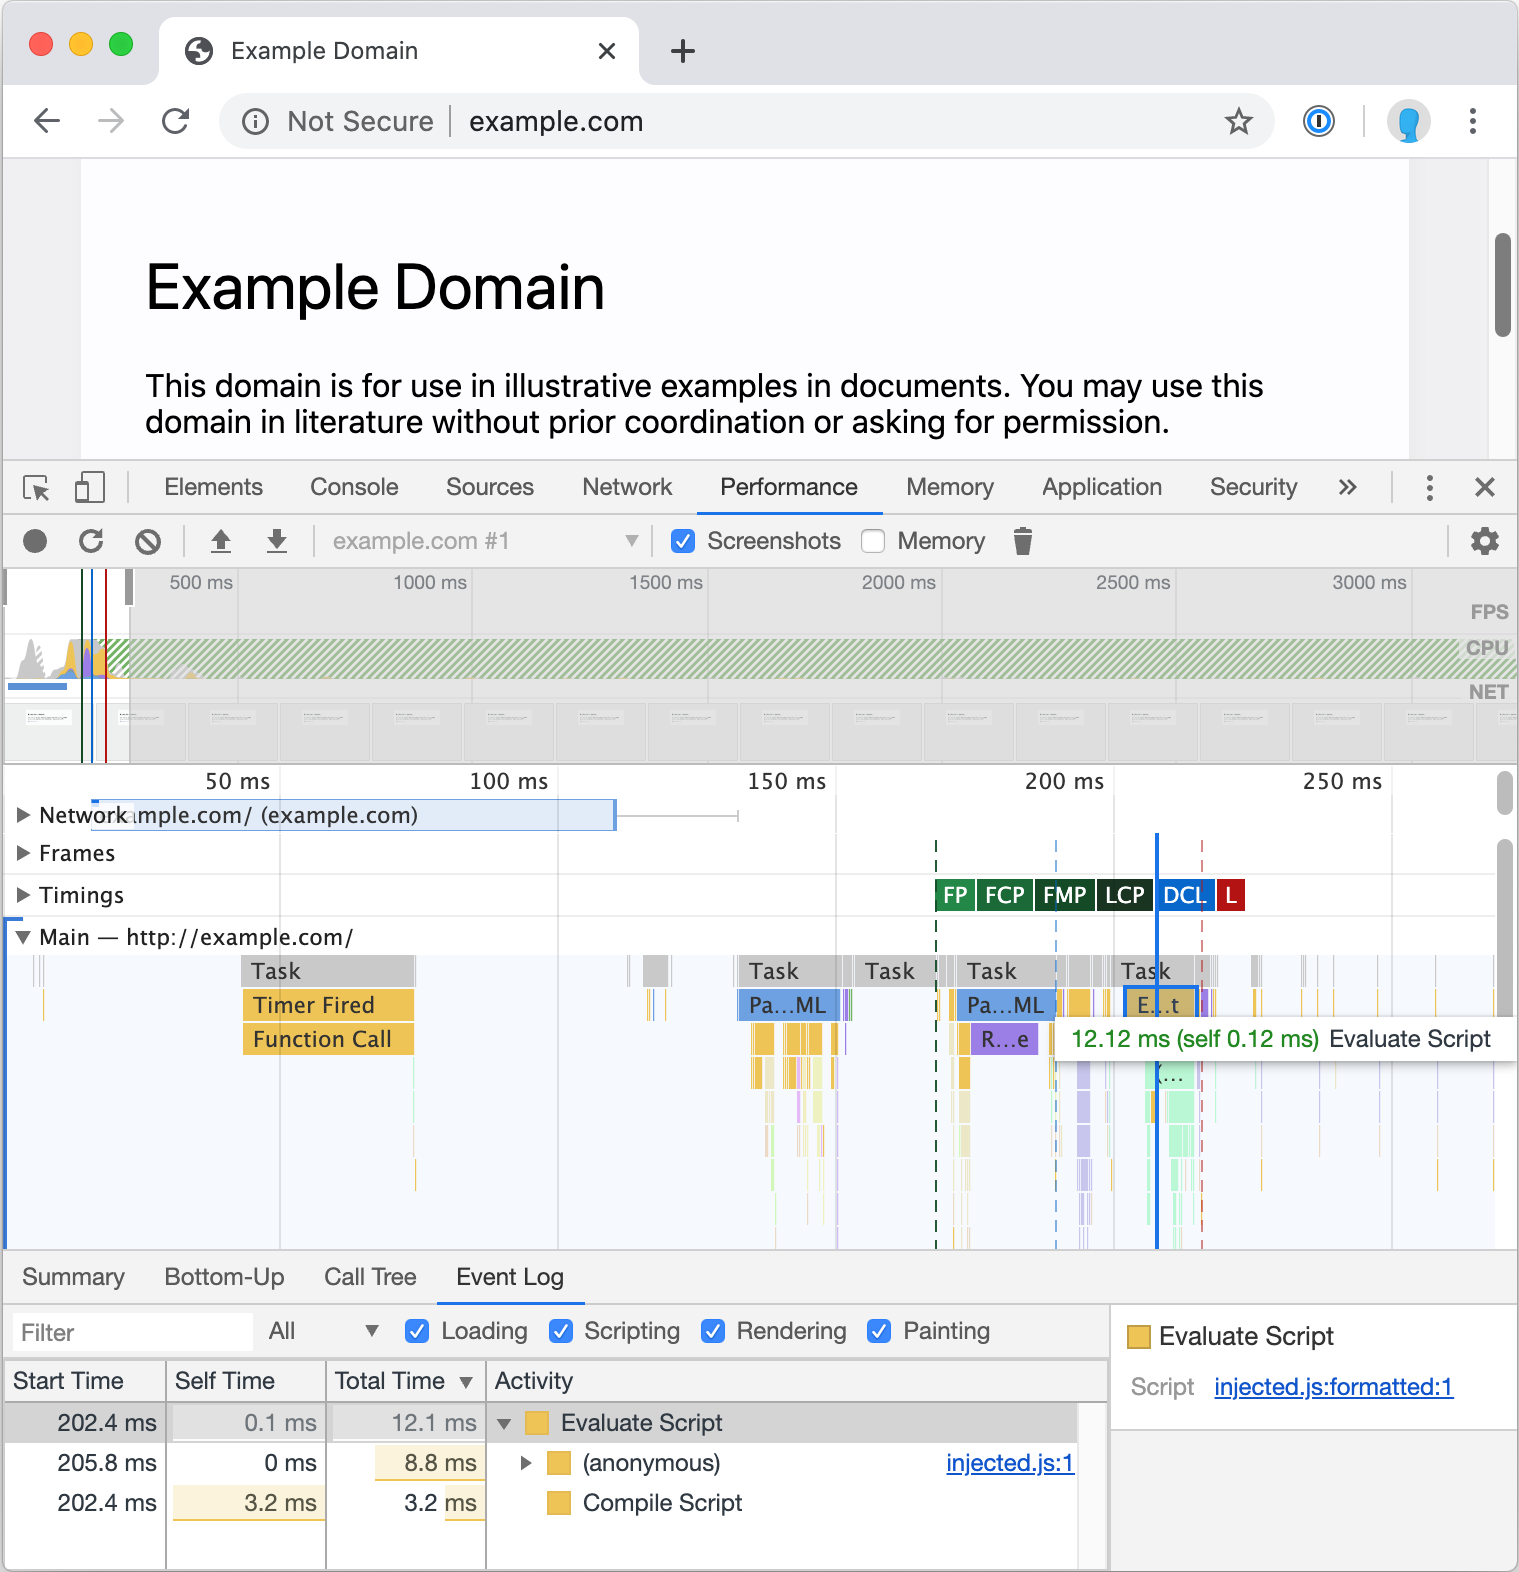 Example Domain
Not Secure example.com
Example Domain
This domain is for use in illustrative examples in documents. You may use this
domain in literature without prior coordination or asking for permission.
Elements Console Sources Network Performance Memory Application Security »
example.com #1 Screenshots Memory
500 ms 1000 ms 1500 ms 2000 ms 2500 ms 3000 ms
FPS
CPU
NET
50 ms 100 ms 150 ms 200 ms 250 ms
Network ample.com/ (example.com)
Frames
Timings FP FCP FMP LCP DCL L
Main — http://example.com/
Task Task Task Task Task
Timer Fired Pa…ML Pa…ML E…t
Function Call R…e 12.12 ms (self 0.12 ms) Evaluate Script
(…
Summary Bottom-Up Call Tree Event Log
Filter All Loading Scripting Rendering Painting
Start Time Self Time Total Time Activity
202.4 ms 0.1 ms 12.1 ms Evaluate Script
205.8 ms 0 ms 8.8 ms (anonymous) injected.js:1
202.4 ms 3.2 ms 3.2 ms Compile Script
Evaluate Script
Script injected.js:formatted:1